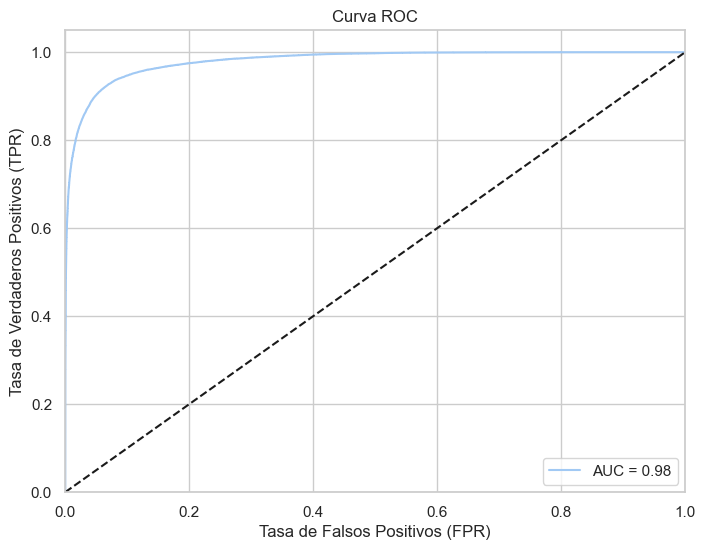 Curva ROC
Tasa de Verdaderos Positivos (TPR)
1.0
0.8
0.6
0.4
0.2
0.0
AUC = 0.98
0.0 0.2 0.4 0.6 0.8 1.0
Tasa de Falsos Positivos (FPR)